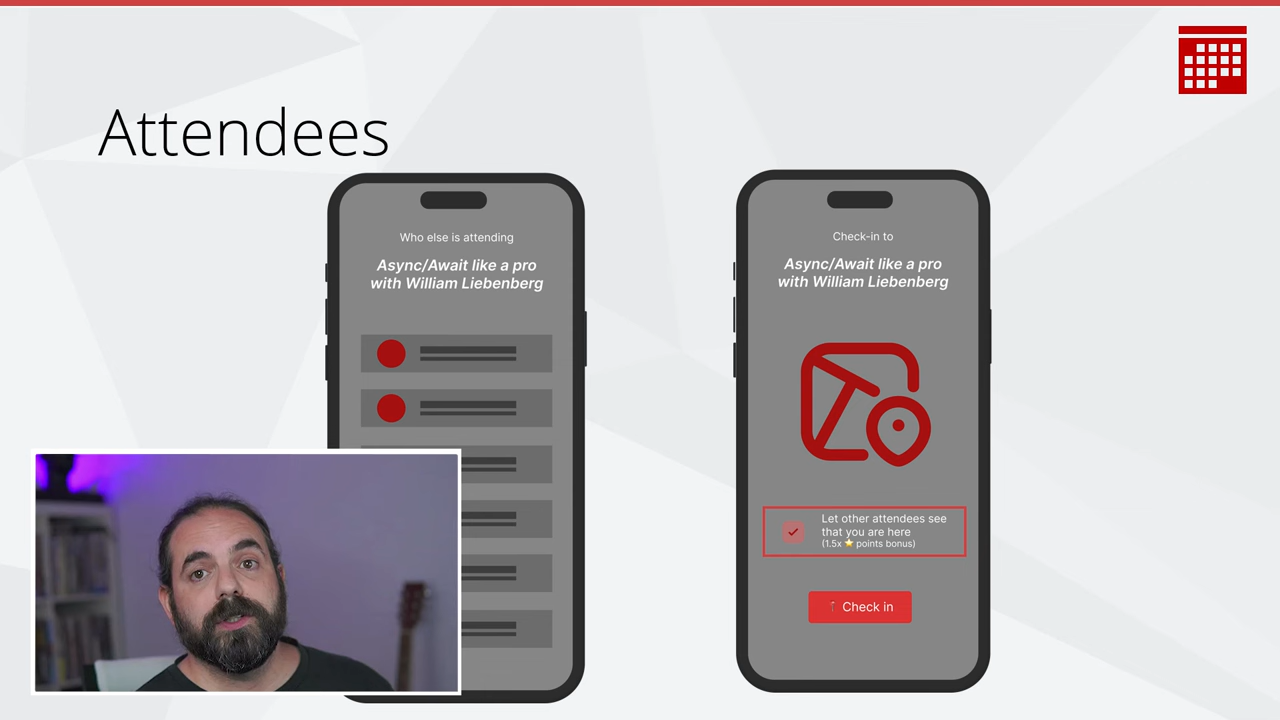 Attendees
Who else is attending
Async/Await like a pro
with William Liebenberg
Check-in to
Async/Await like a pro
with William Liebenberg
Let other attendees see
that you are here
(1.5x ⭐ points bonus)
📍 Check in